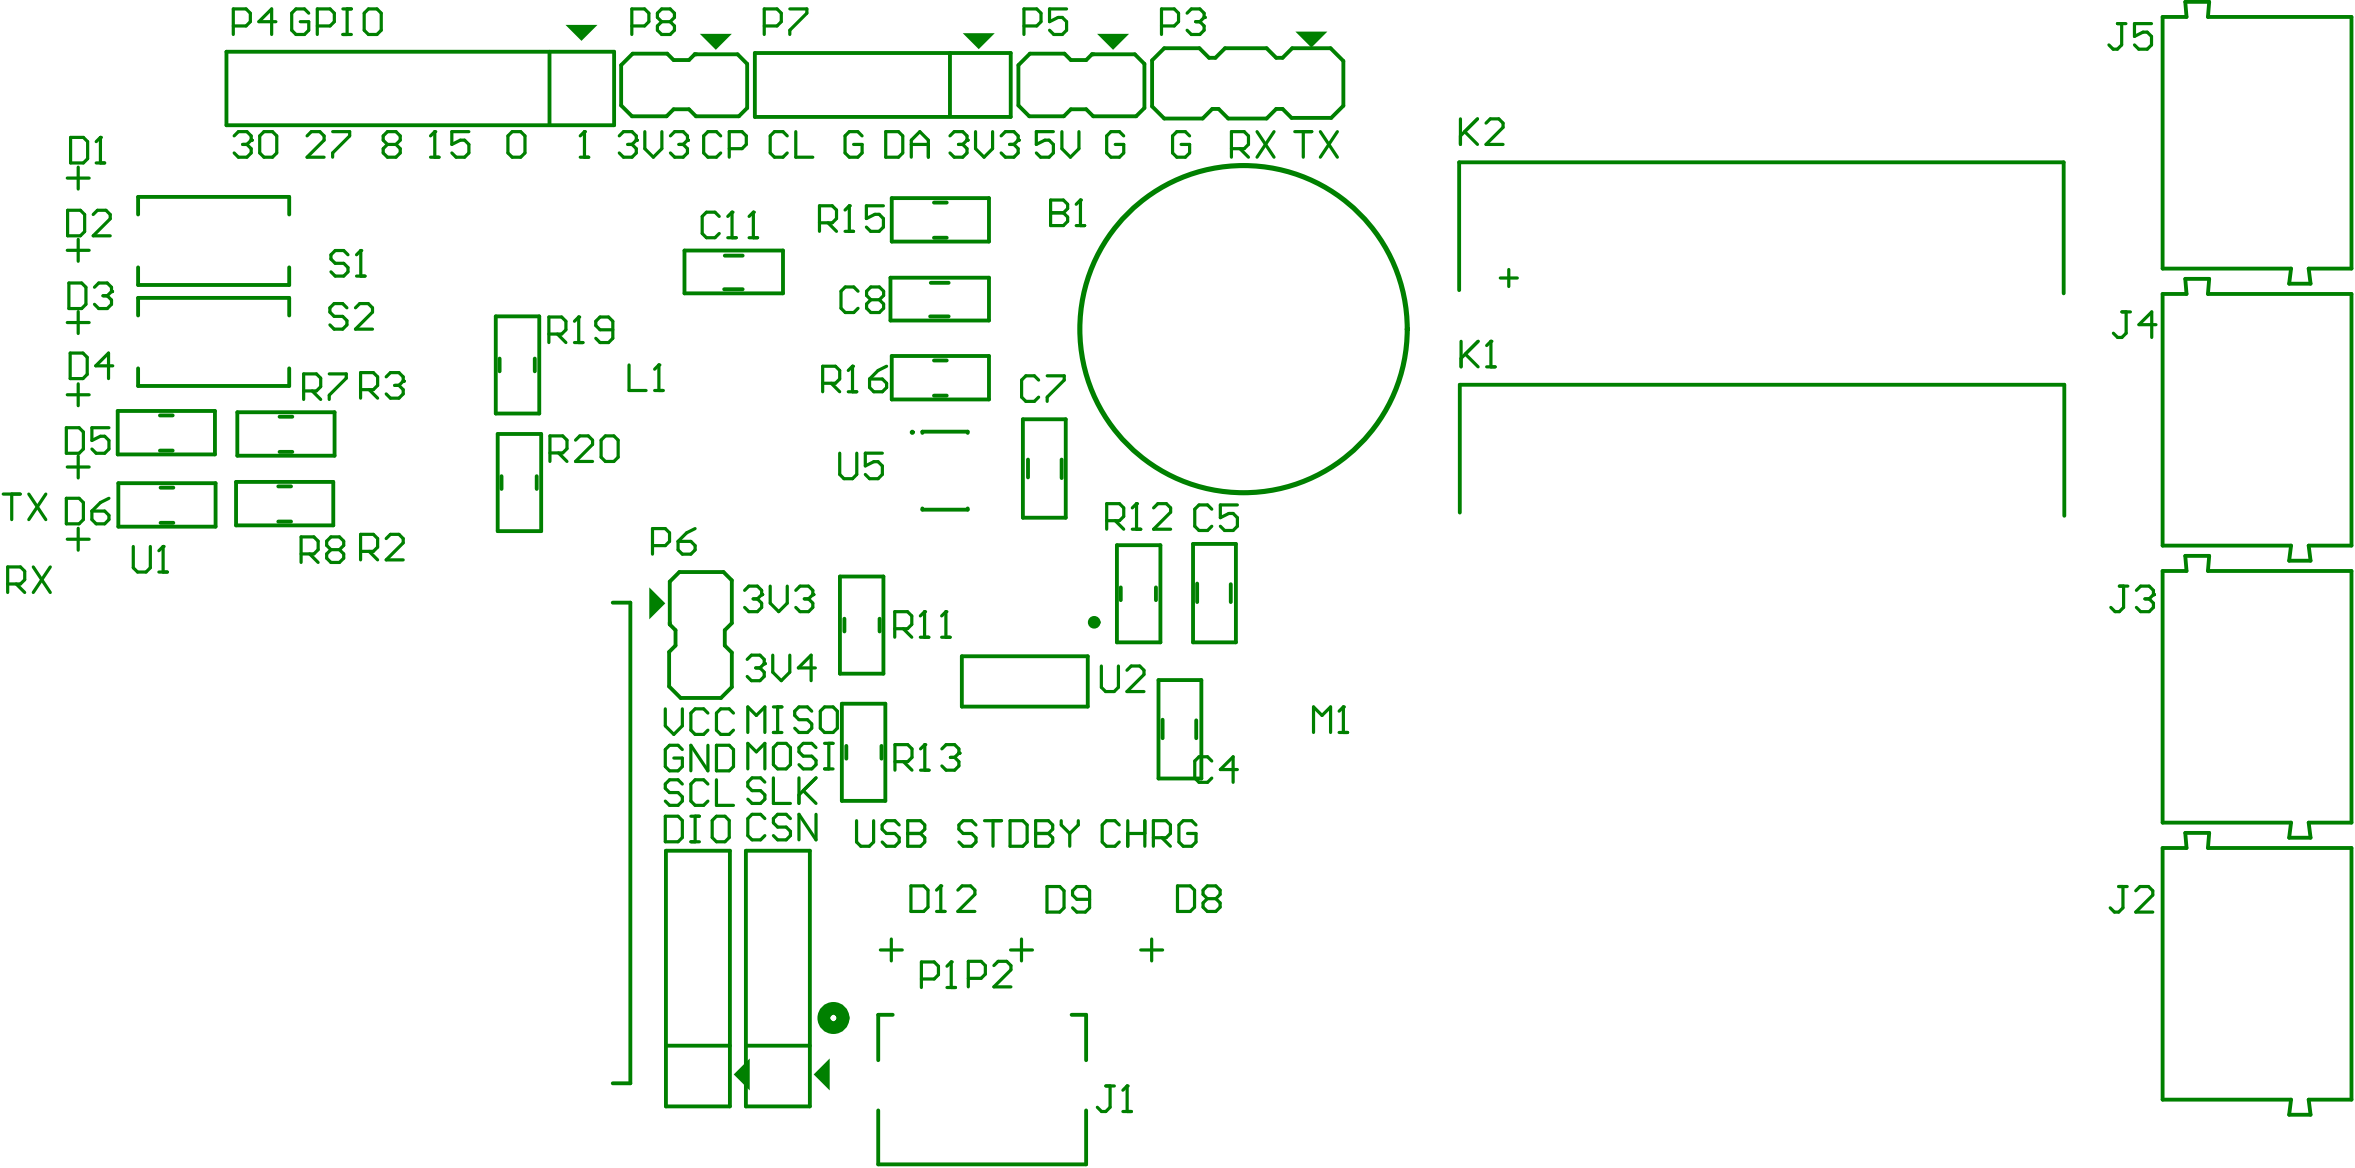 P4 GPIO P8 P7 P5 P3 J5
30 27 8 15 0 1 3V3 CP CL G DA 3V3 5V G G RX TX
K2
D1
D2
C11 R15 B1
S1
D3
C8
S2
R19
J4
K1
D4
L1
R7 R3
R16
C7
D5
R20
U5
TX
D6
R12 C5
U1 R8 R2
P6
RX
3V3
R11
J3
3V4
U2
VCC MISO
M1
GND MOSI
R13
C4
SCL SLK
DIO CSN
USB STDBY CHRG
D12 D9 D8
J2
P1 P2
J1